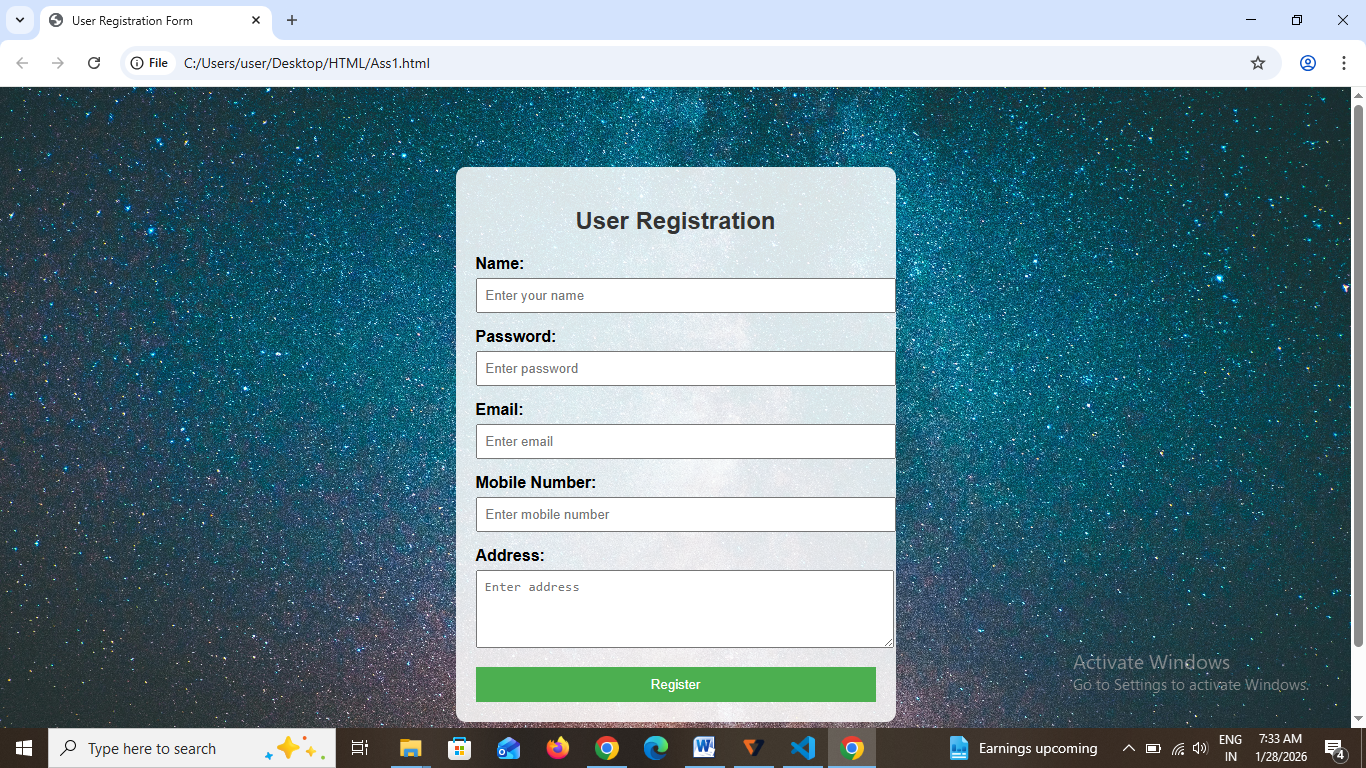 User Registration Form
File
C:/Users/user/Desktop/HTML/Ass1.html
User Registration
Name:
Enter your name
Password:
Enter password
Email:
Enter email
Mobile Number:
Enter mobile number
Address:
Enter address
Register
Activate Windows
Go to Settings to activate Windows.
Type here to search
Earnings upcoming
ENG
IN
7:33 AM
1/28/2026
4